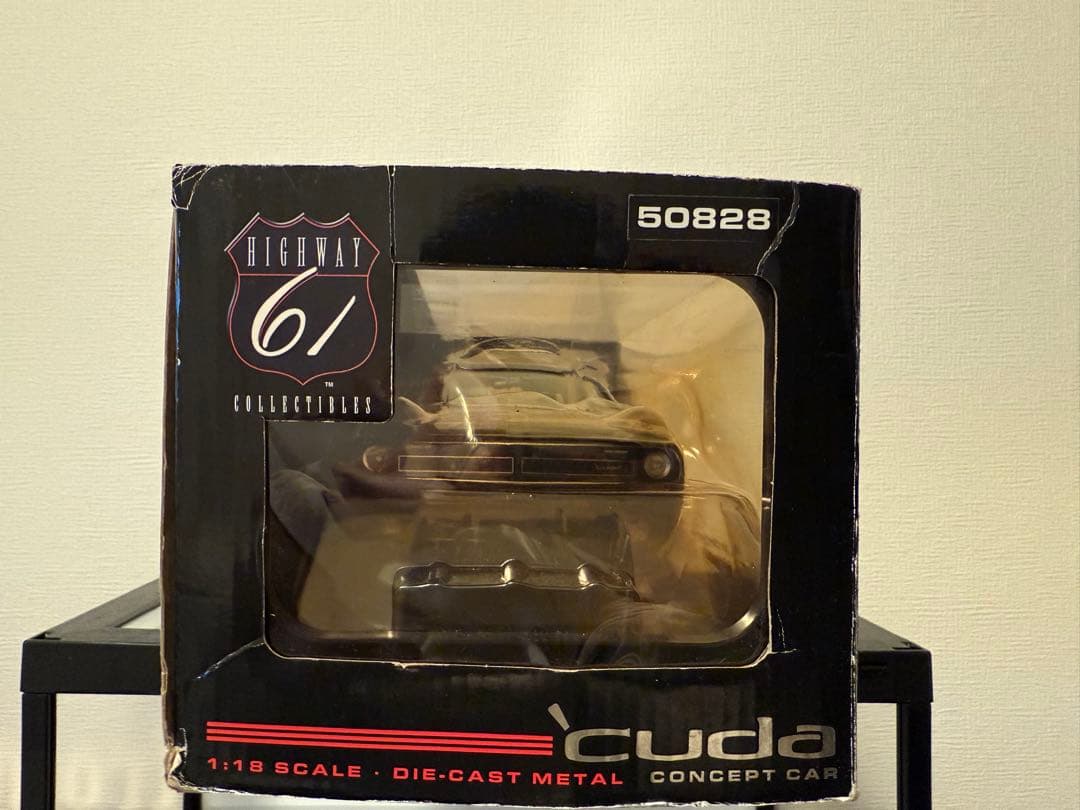 HIGHWAY
61
™
COLLECTIBLES
50828
'cuda
1:18 SCALE · DIE-CAST METAL
CONCEPT CAR